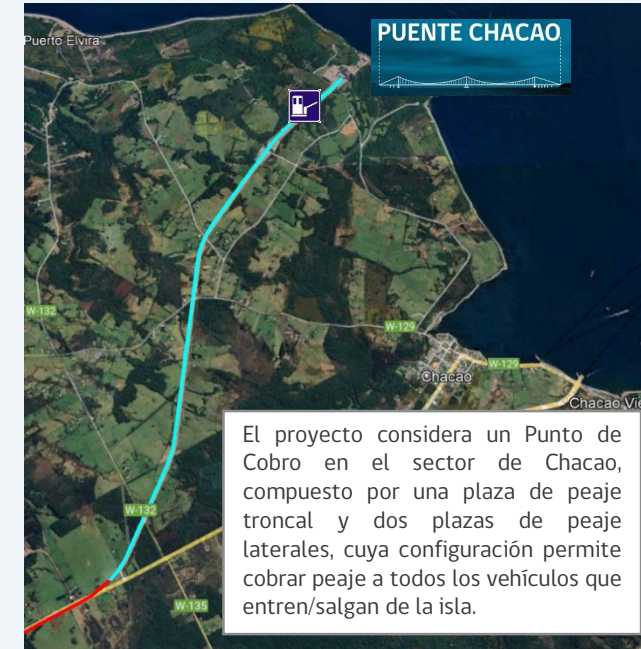 PUENTE CHACAO
Puerto Elvira
W-132
W-129
W-129
Chacao
Chacao Vie
El proyecto considera un Punto de
Cobro en el sector de Chacao,
compuesto por una plaza de peaje
troncal y dos plazas de peaje
laterales, cuya configuración permite
cobrar peaje a todos los vehículos que
entren/salgan de la isla.
W-132
W-135